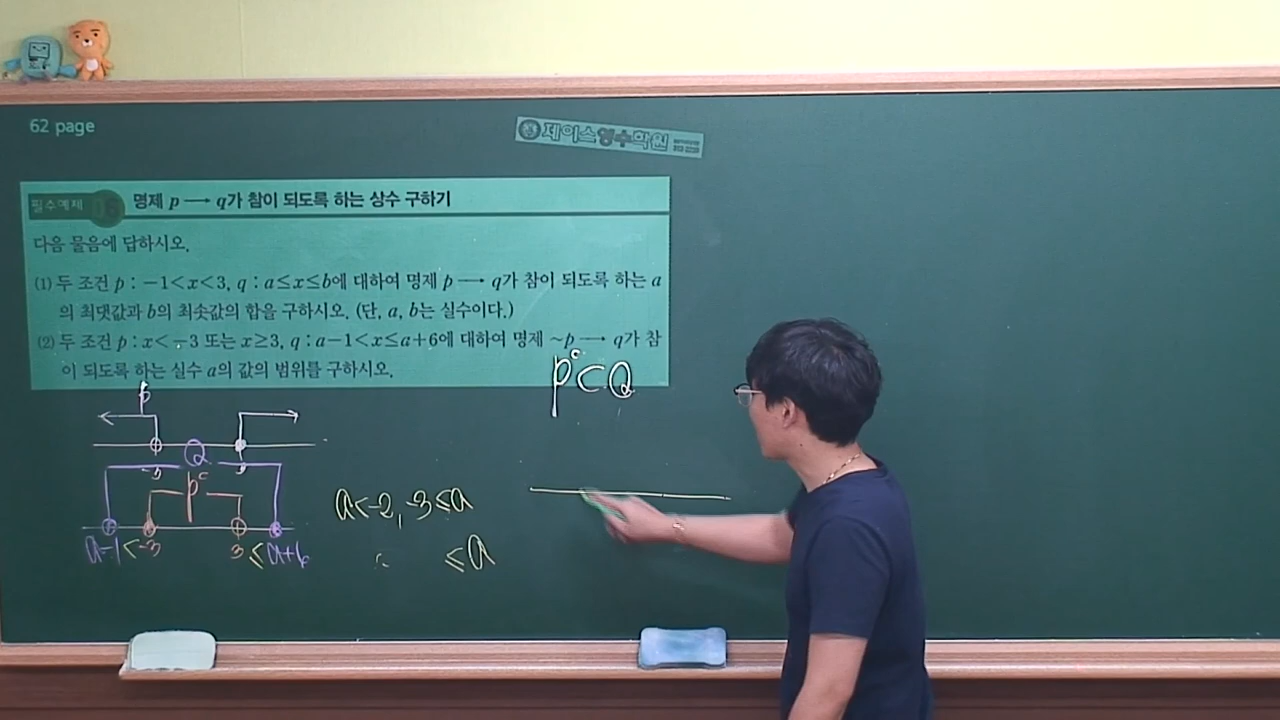 62 page
제이스영수학원
필수예제 06 명제 p → q가 참이 되도록 하는 상수 구하기
다음 물음에 답하시오.
(1) 두 조건 p : −1<x<3, q : a≤x≤b에 대하여 명제 p → q가 참이 되도록 하는 a
의 최댓값과 b의 최솟값의 합을 구하시오. (단, a, b는 실수이다.)
(2) 두 조건 p : x<−3 또는 x≥3, q : a−1<x≤a+6에 대하여 명제 ~p → q가 참
이 되도록 하는 실수 a의 값의 범위를 구하시오.
P^c⊂Q
P
Q
-3 3
P^c
a-1<-3 3≤a+6
a<-2, -3≤a
∴ ≤a